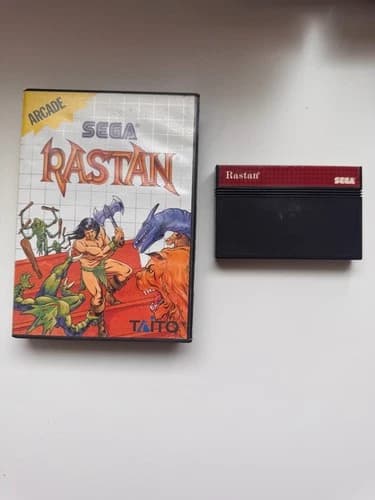 ARCADE
SEGA
RASTAN
TAITO
Rastan
SEGA